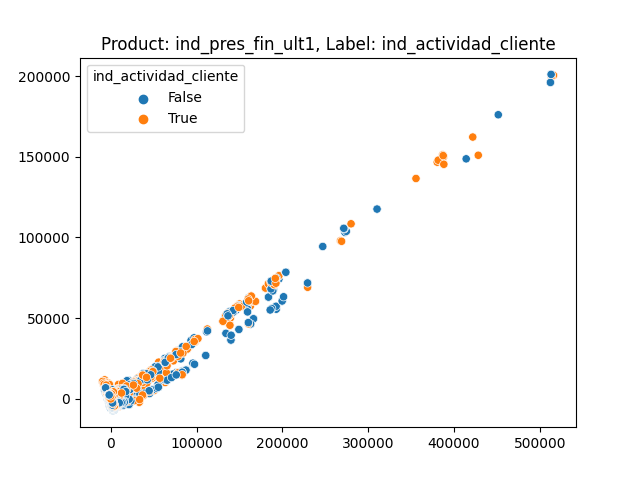 Product: ind_pres_fin_ult1, Label: ind_actividad_cliente
ind_actividad_cliente
False
True
200000
150000
100000
50000
0
0 100000 200000 300000 400000 500000